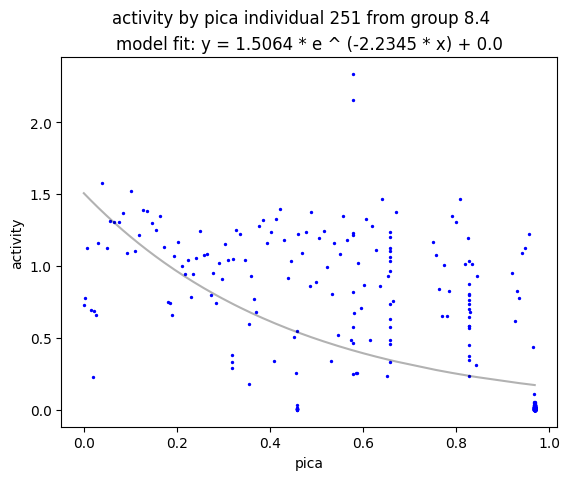 activity by pica individual 251 from group 8.4
model fit: y = 1.5064 * e ^ (-2.2345 * x) + 0.0
2.0
1.5
1.0
0.5
0.0
activity
0.0 0.2 0.4 0.6 0.8 1.0
pica